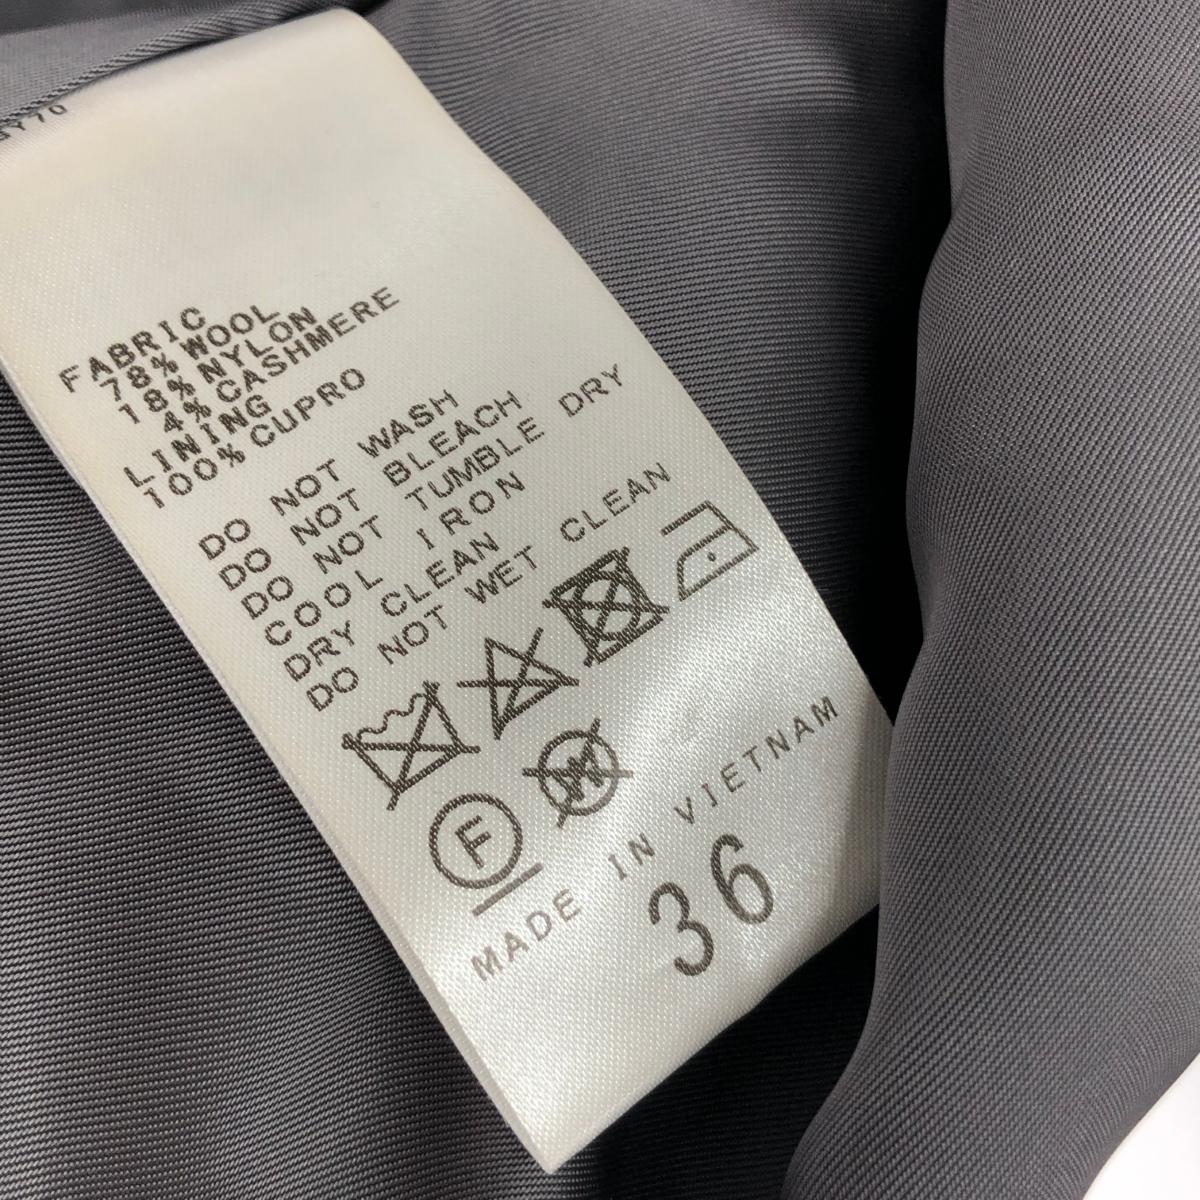 FABRIC
78%WOOL
18%NYLON
4%CASHMERE
LINING
100%CUPRO
DO NOT WASH
DO NOT BLEACH
DO NOT TUMBLE DRY
COOL IRON
DRY CLEAN
DO NOT WET CLEAN
W
F
MADE IN VIETNAM
36